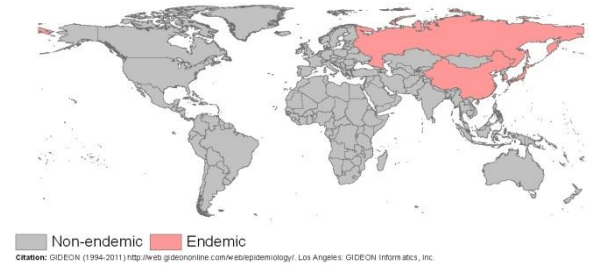 Non-endemic Endemic
Citation: GIDEON (1994-2011) http://web.gideononline.com/web/epidemiology/. Los Angeles: GIDEON Informatics, Inc.